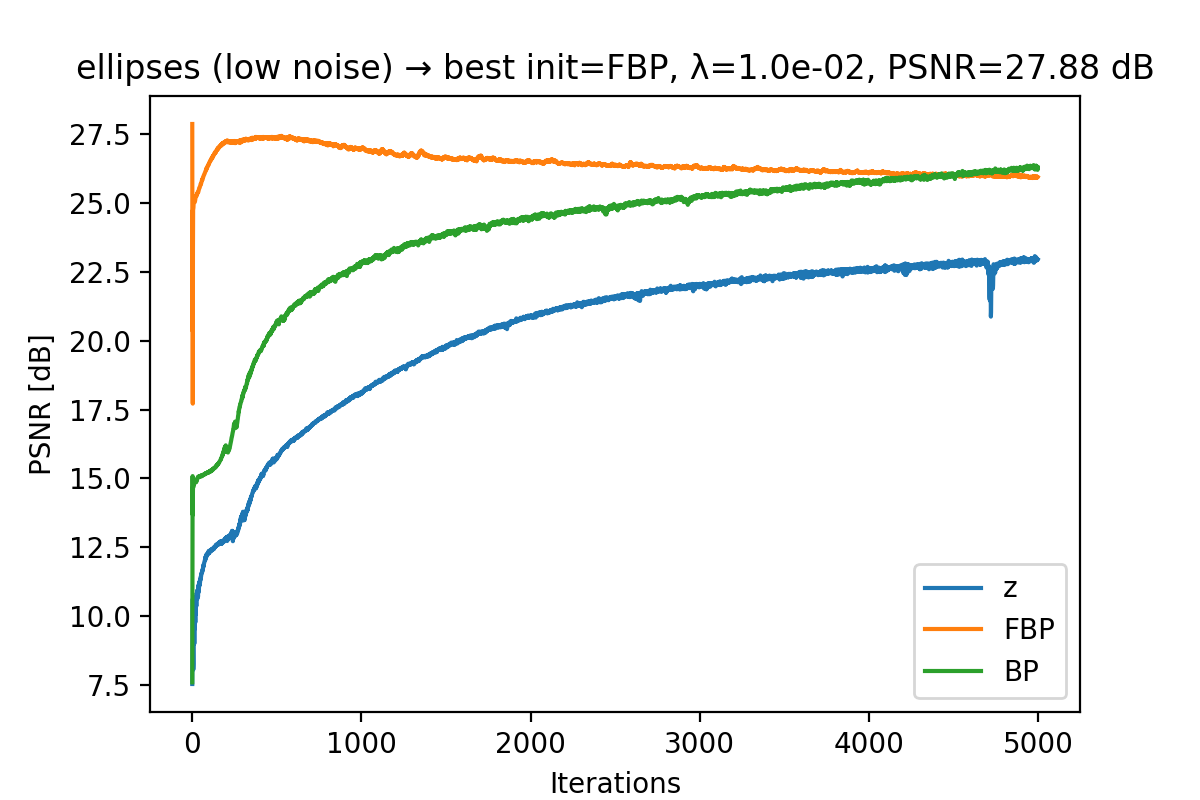 ellipses (low noise) → best init=FBP, λ=1.0e-02, PSNR=27.88 dB
27.5
25.0
22.5
20.0
17.5
15.0
12.5
10.0
7.5
PSNR [dB]
z
FBP
BP
0 1000 2000 3000 4000 5000
Iterations